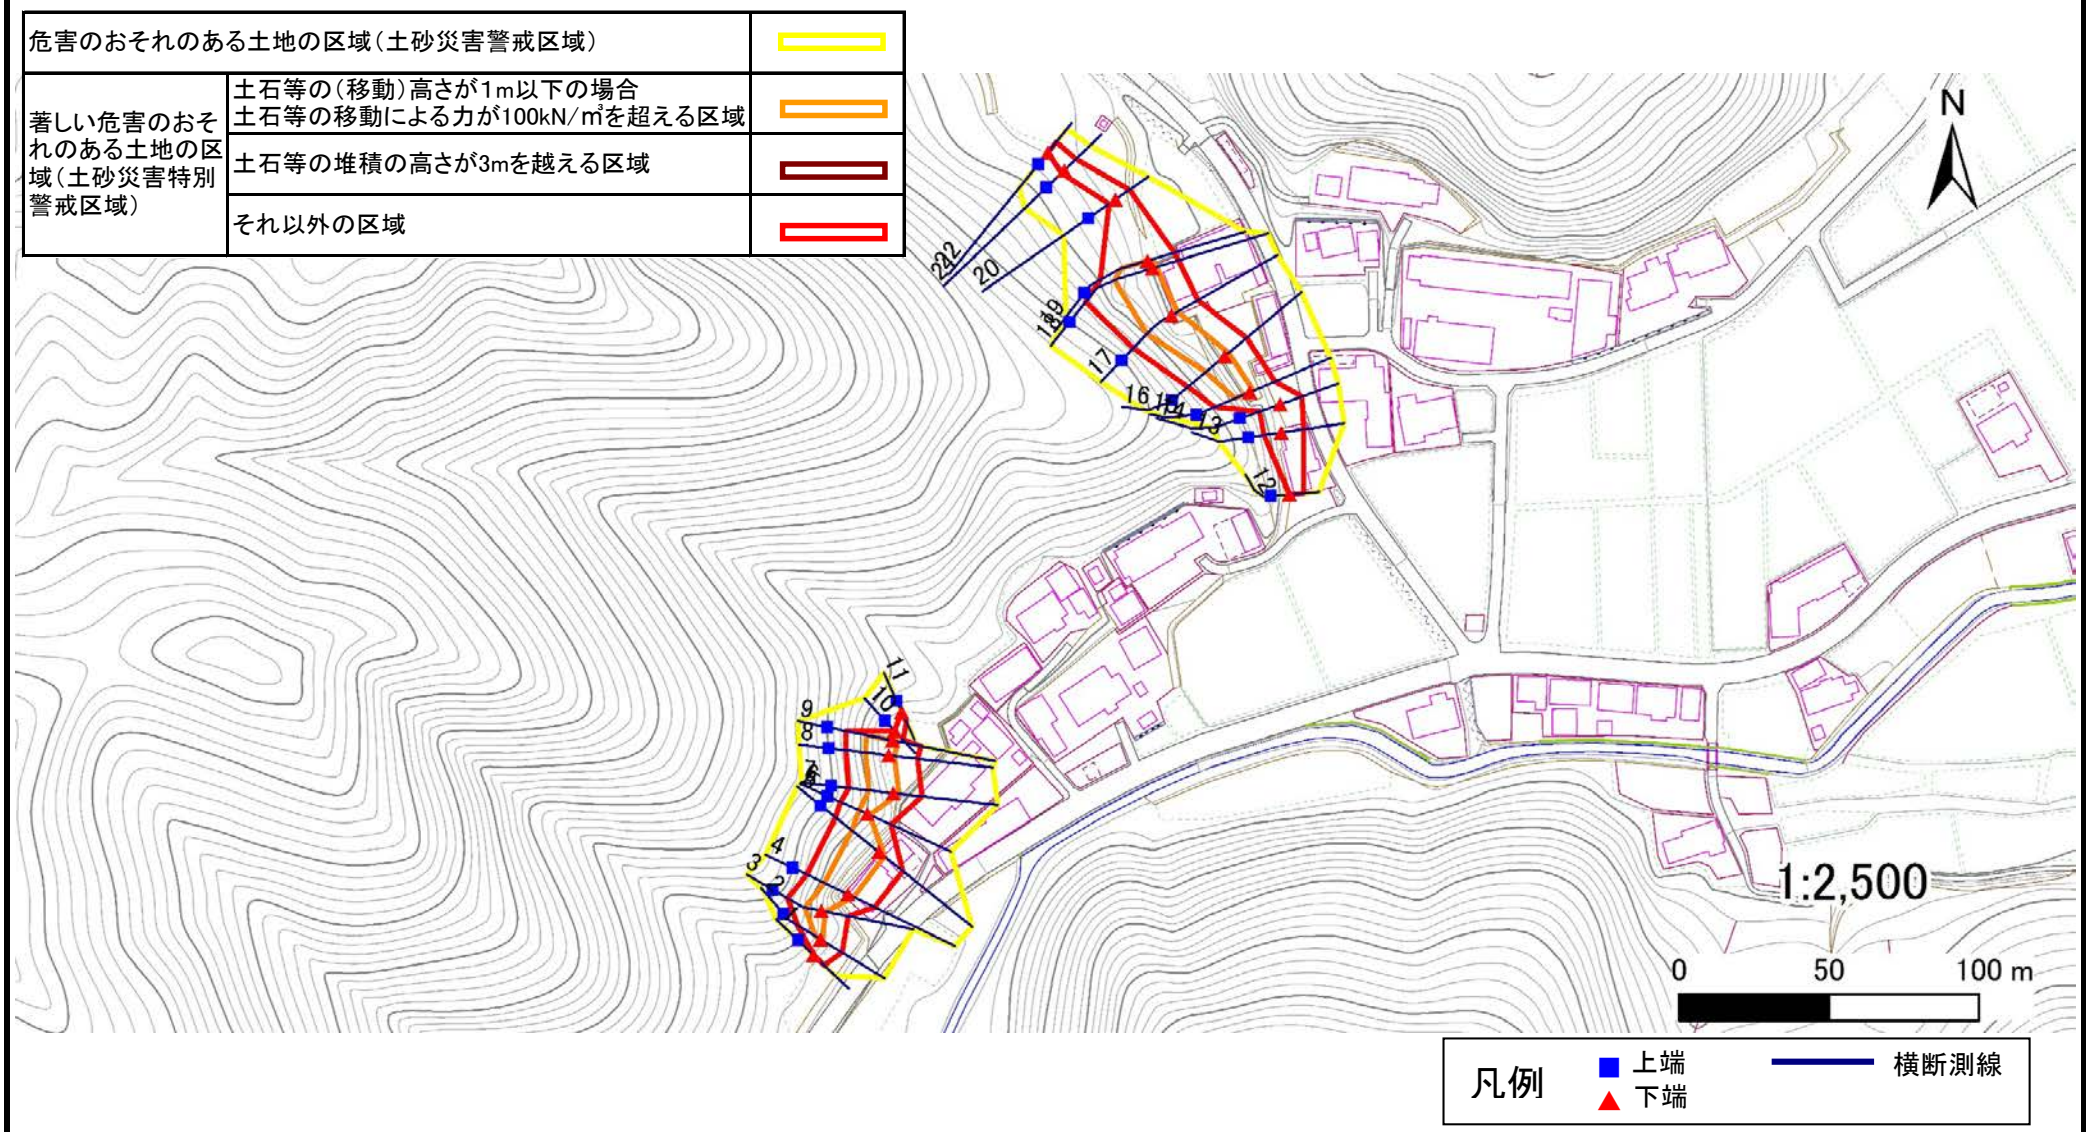 危害のおそれのある土地の区域(土砂災害警戒区域)
著しい危害のおそ
れのある土地の区
域(土砂災害特別
警戒区域)
土石等の(移動)高さが1m以下の場合
土石等の移動による力が100kN/㎡を超える区域
土石等の堆積の高さが3mを越える区域
それ以外の区域
N
22
20
19
18
17
16
14
13
12
11
10
9
8
7
6
4
3
2
1:2,500
0 50 100 m
凡例
上端
下端
横断測線